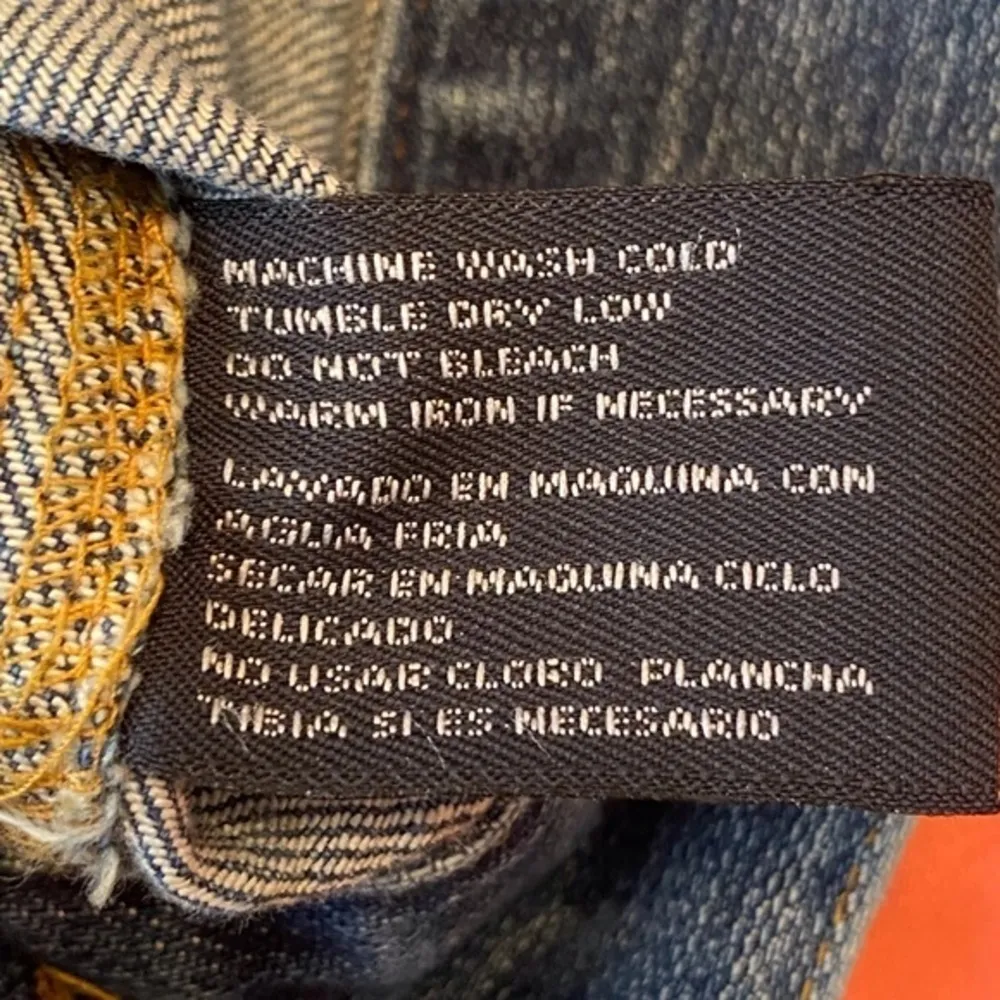 MACHINE WASH COLD
TUMBLE DRY LOW
DO NOT BLEACH
WARM IRON IF NECESSARY
LAVADO EN MAQUINA CON
AGUA FRIA
SECAR EN MAQUINA CICLO
DELICADO
NO USAR CLORO PLANCHA
TIBIA SI ES NECESARIO